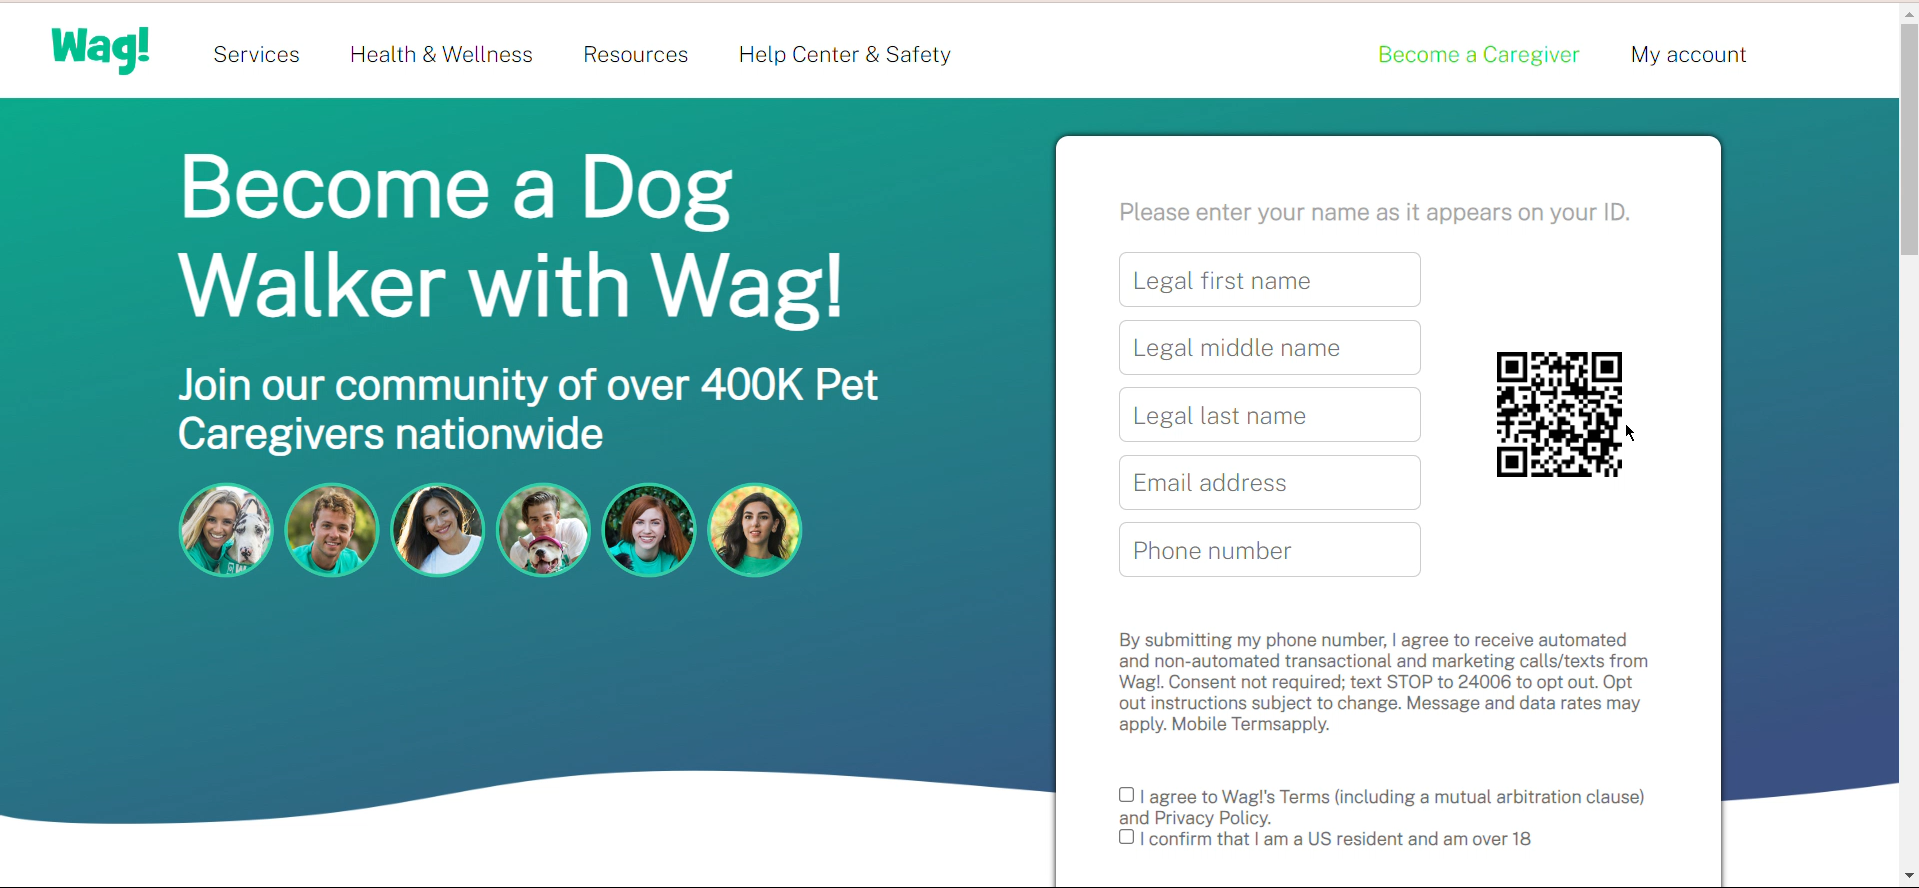 Wag!
Services
Health & Wellness
Resources
Help Center & Safety
Become a Caregiver
My account
Become a Dog
Walker with Wag!
Join our community of over 400K Pet
Caregivers nationwide
Please enter your name as it appears on your ID.
Legal first name
Legal middle name
Legal last name
Email address
Phone number
By submitting my phone number, I agree to receive automated
and non-automated transactional and marketing calls/texts from
Wag!. Consent not required; text STOP to 24006 to opt out. Opt
out instructions subject to change. Message and data rates may
apply. Mobile Termsapply.
I agree to Wag!'s Terms (including a mutual arbitration clause)
and Privacy Policy.
I confirm that I am a US resident and am over 18